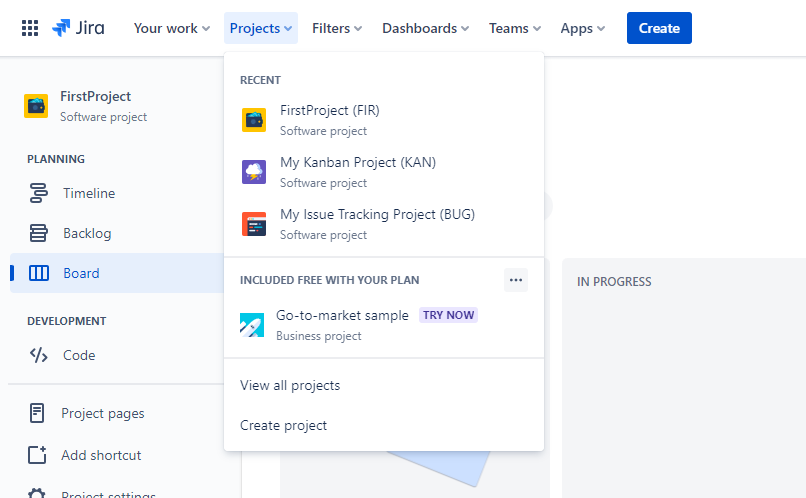 Jira
Your work
Projects
Filters
Dashboards
Teams
Apps
Create
FirstProject
Software project
PLANNING
Timeline
Backlog
Board
DEVELOPMENT
Code
Project pages
Add shortcut
Project settings
RECENT
FirstProject (FIR)
Software project
My Kanban Project (KAN)
Software project
My Issue Tracking Project (BUG)
Software project
INCLUDED FREE WITH YOUR PLAN
Go-to-market sample TRY NOW
Business project
View all projects
Create project
IN PROGRESS